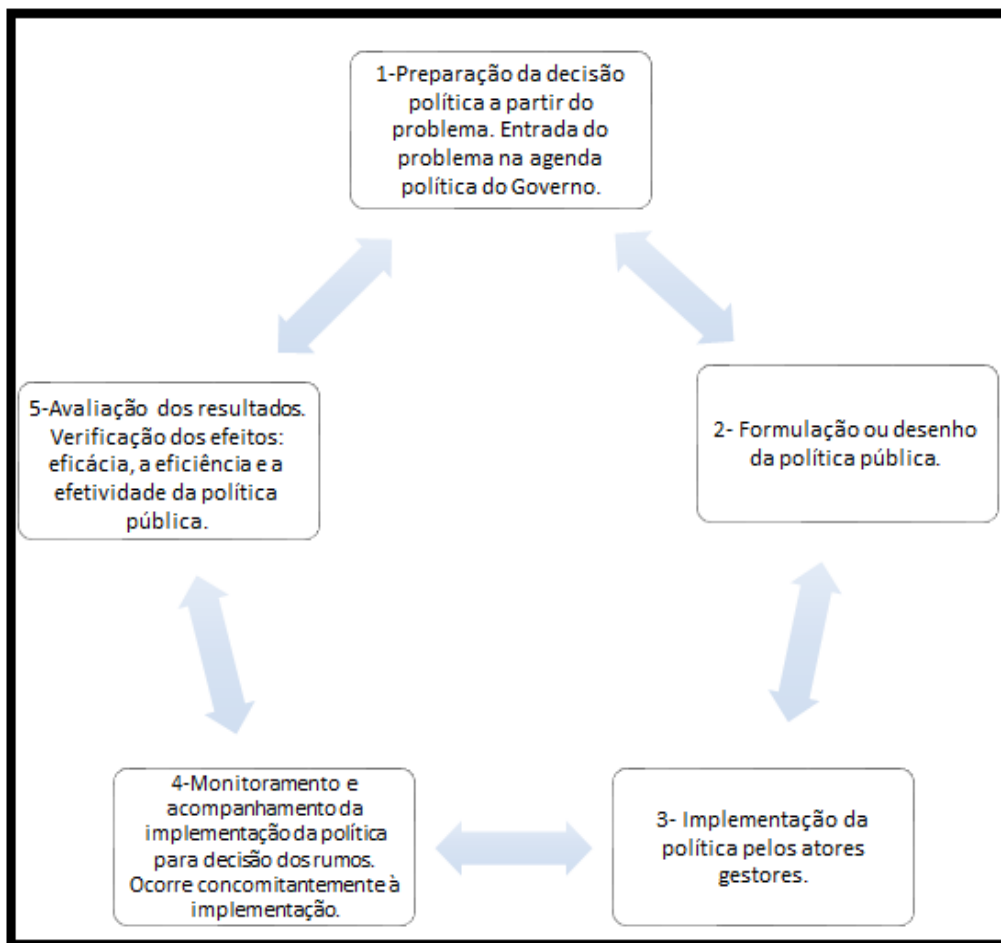 1-Preparação da decisão
política a partir do
problema. Entrada do
problema na agenda
política do Governo.
2- Formulação ou desenho
da política pública.
3- Implementação da
política pelos atores
gestores.
4-Monitoramento e
acompanhamento da
implementação da política
para decisão dos rumos.
Ocorre concomitantemente à
implementação.
5-Avaliação dos resultados.
Verificação dos efeitos:
eficácia, a eficiência e a
efetividade da política
pública.